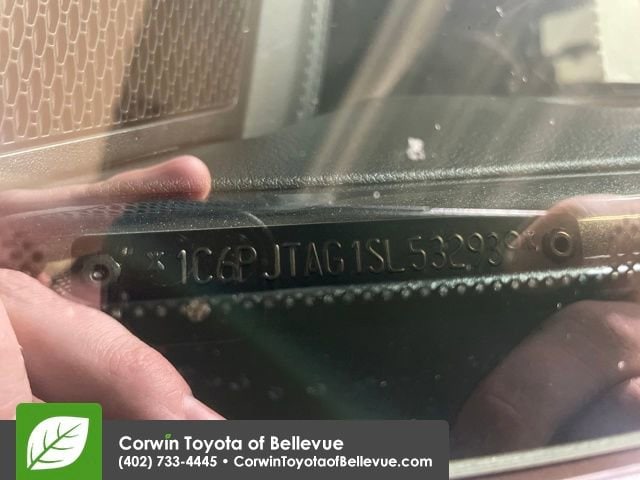 *1C6PJTAG1SL532939*
Corwin Toyota of Bellevue
(402) 733-4445 • CorwinToyotaofBellevue.com